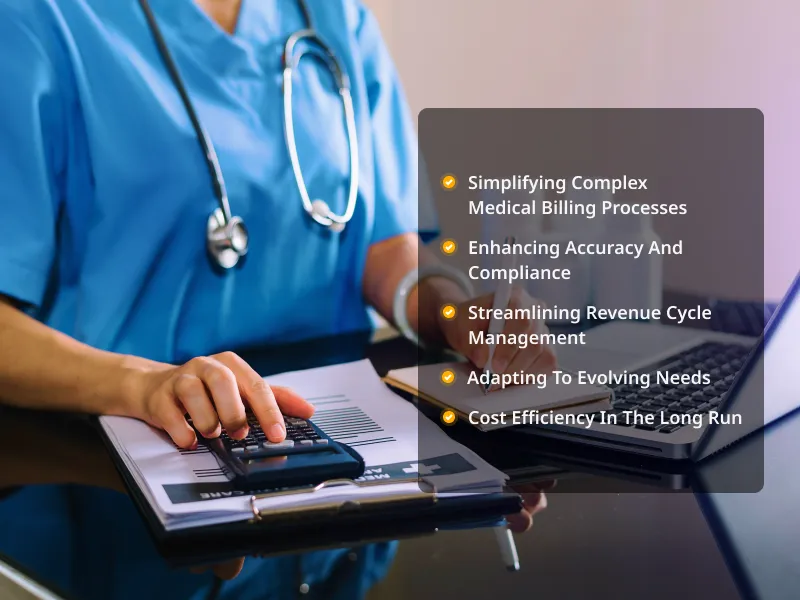 Simplifying Complex
Medical Billing Processes
Enhancing Accuracy And
Compliance
Streamlining Revenue Cycle
Management
Adapting To Evolving Needs
Cost Efficiency In The Long Run